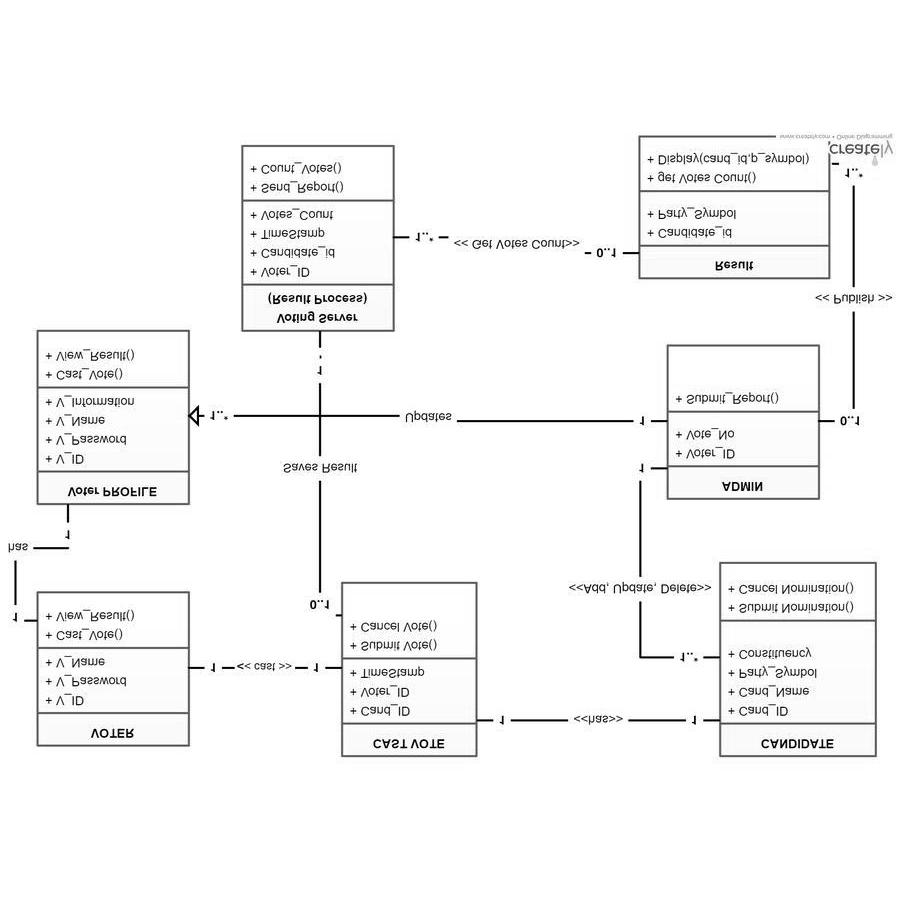 VOTER
+ V_ID
+ V_Password
+ V_Name
+ Cast_Vote()
+ View_Result()
1
<< cast >>
1
CAST VOTE
+ Cand_ID
+ Voter_ID
+ TimeStamp
+ Submit Vote()
+ Cancel Vote()
1
<<has>>
1
CANDIDATE
+ Cand_ID
+ Cand_Name
+ Party_Symbol
+ Constituency
+ Submit Nomination()
+ Cancel Nomination()
1
has
1
0..1
Saves Result
1
1..*
<<Add, Update, Delete>>
1
Voter PROFILE
+ V_ID
+ V_Password
+ V_Name
+ V_Information
+ Cast_Vote()
+ View_Result()
1..*
Updates
1
ADMIN
+ Voter_ID
+ Vote_No
+ Submit_Report()
0..1
<< Publish >>
1..*
Voting Server
(Result Process)
+ Voter_ID
+ Candidate_id
+ TimeStamp
+ Votes_Count
+ Send_Report()
+ Count_Votes()
1..*
<< Get Votes Count>>
0..1
Result
+ Candidate_id
+ Party_Symbol
+ get Votes Count()
+ Display(cand_id,p_symbol)
creately
www.creately.com • Online Diagramming